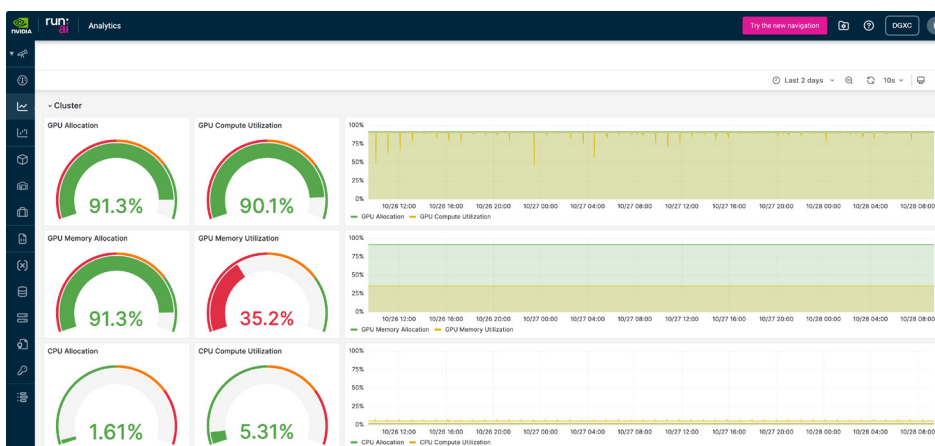 NVIDIA
run:
ai
Analytics
Try the new navigation
DGXC
Last 2 days
10s
Cluster
GPU Allocation
91.3%
GPU Compute Utilization
90.1%
100%
75%
50%
25%
0%
10/26 12:00 10/26 16:00 10/26 20:00 10/27 00:00 10/27 04:00 10/27 08:00 10/27 12:00 10/27 16:00 10/27 20:00 10/28 00:00 10/28 04:00 10/28 08:00
GPU Allocation GPU Compute Utilization
GPU Memory Allocation
91.3%
GPU Memory Utilization
35.2%
100%
75%
50%
25%
0%
10/26 12:00 10/26 16:00 10/26 20:00 10/27 00:00 10/27 04:00 10/27 08:00 10/27 12:00 10/27 16:00 10/27 20:00 10/28 00:00 10/28 04:00 10/28 08:00
GPU Memory Allocation GPU Memory Utilization
CPU Allocation
1.61%
CPU Compute Utilization
5.31%
100%
75%
50%
25%
0%
10/26 12:00 10/26 16:00 10/26 20:00 10/27 00:00 10/27 04:00 10/27 08:00 10/27 12:00 10/27 16:00 10/27 20:00 10/28 00:00 10/28 04:00 10/28 08:00
CPU Allocation CPU Compute Utilization